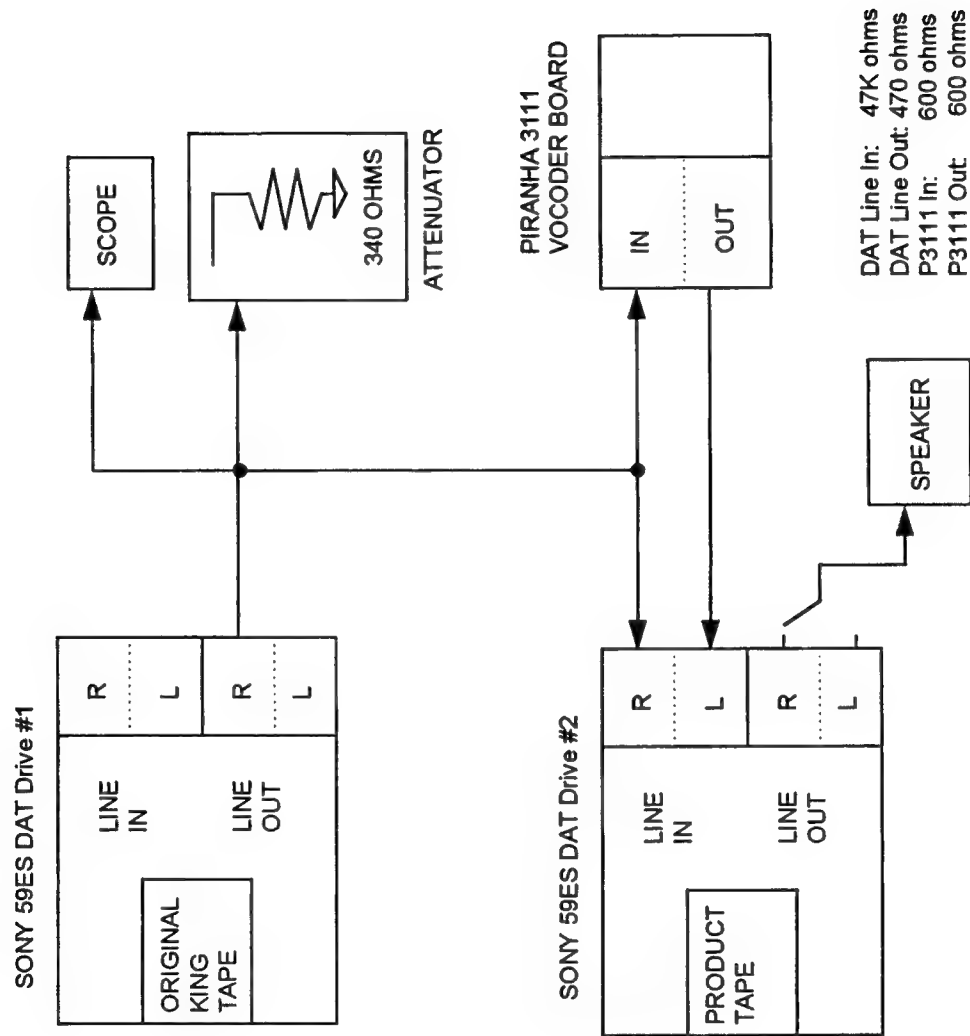 SONY 59ES DAT Drive #1
ORIGINAL
KING
TAPE
LINE
IN
LINE
OUT
R
L
R
L
SCOPE
340 OHMS
ATTENUATOR
SONY 59ES DAT Drive #2
PRODUCT
TAPE
LINE
IN
LINE
OUT
R
L
R
L
PIRANHA 3111
VOCODER BOARD
IN
OUT
SPEAKER
DAT Line In: 47K ohms
DAT Line Out: 470 ohms
P3111 In: 600 ohms
P3111 Out: 600 ohms